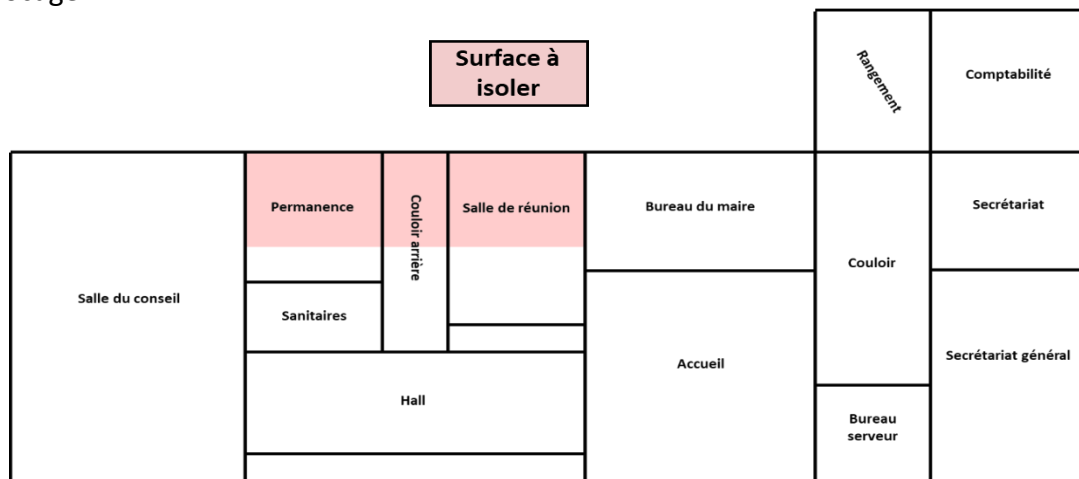 Surface à
isoler
Rangement
Comptabilité
Permanence
Couloir arrière
Salle de réunion
Bureau du maire
Secrétariat
Couloir
Salle du conseil
Sanitaires
Accueil
Secrétariat général
Hall
Bureau
serveur